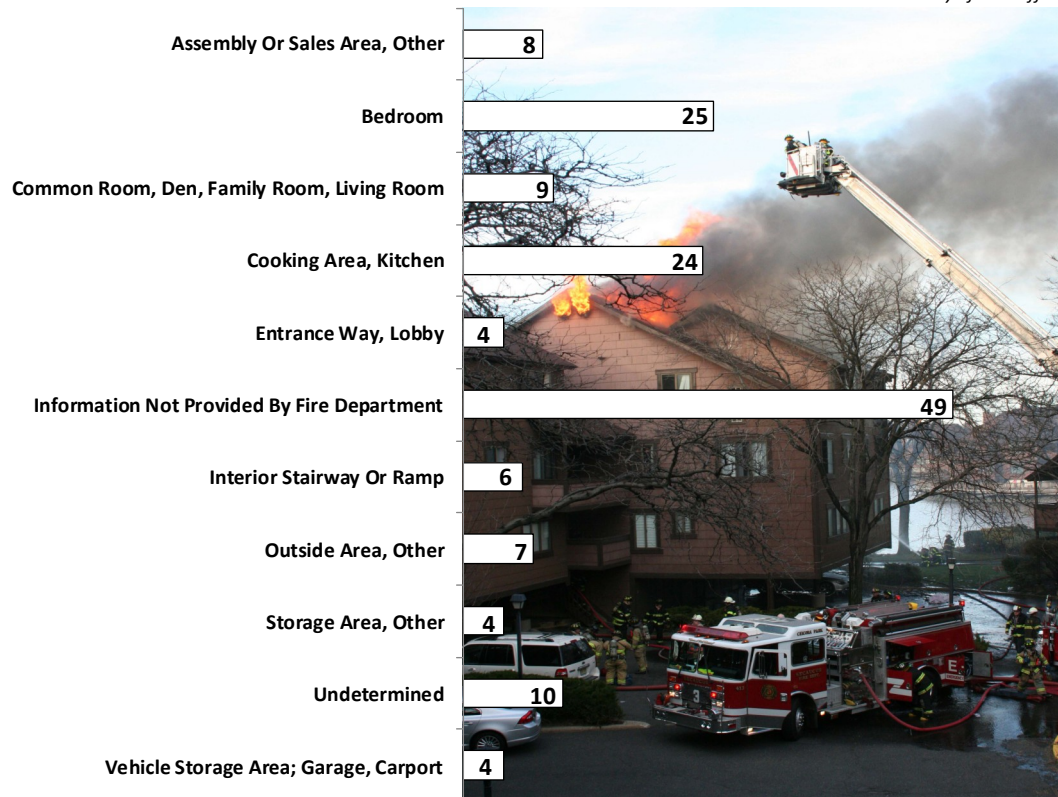 Assembly Or Sales Area, Other 8
Bedroom 25
Common Room, Den, Family Room, Living Room 9
Cooking Area, Kitchen 24
Entrance Way, Lobby 4
Information Not Provided By Fire Department 49
Interior Stairway Or Ramp 6
Outside Area, Other 7
Storage Area, Other 4
3
E
Undetermined 10
Vehicle Storage Area; Garage, Carport 4